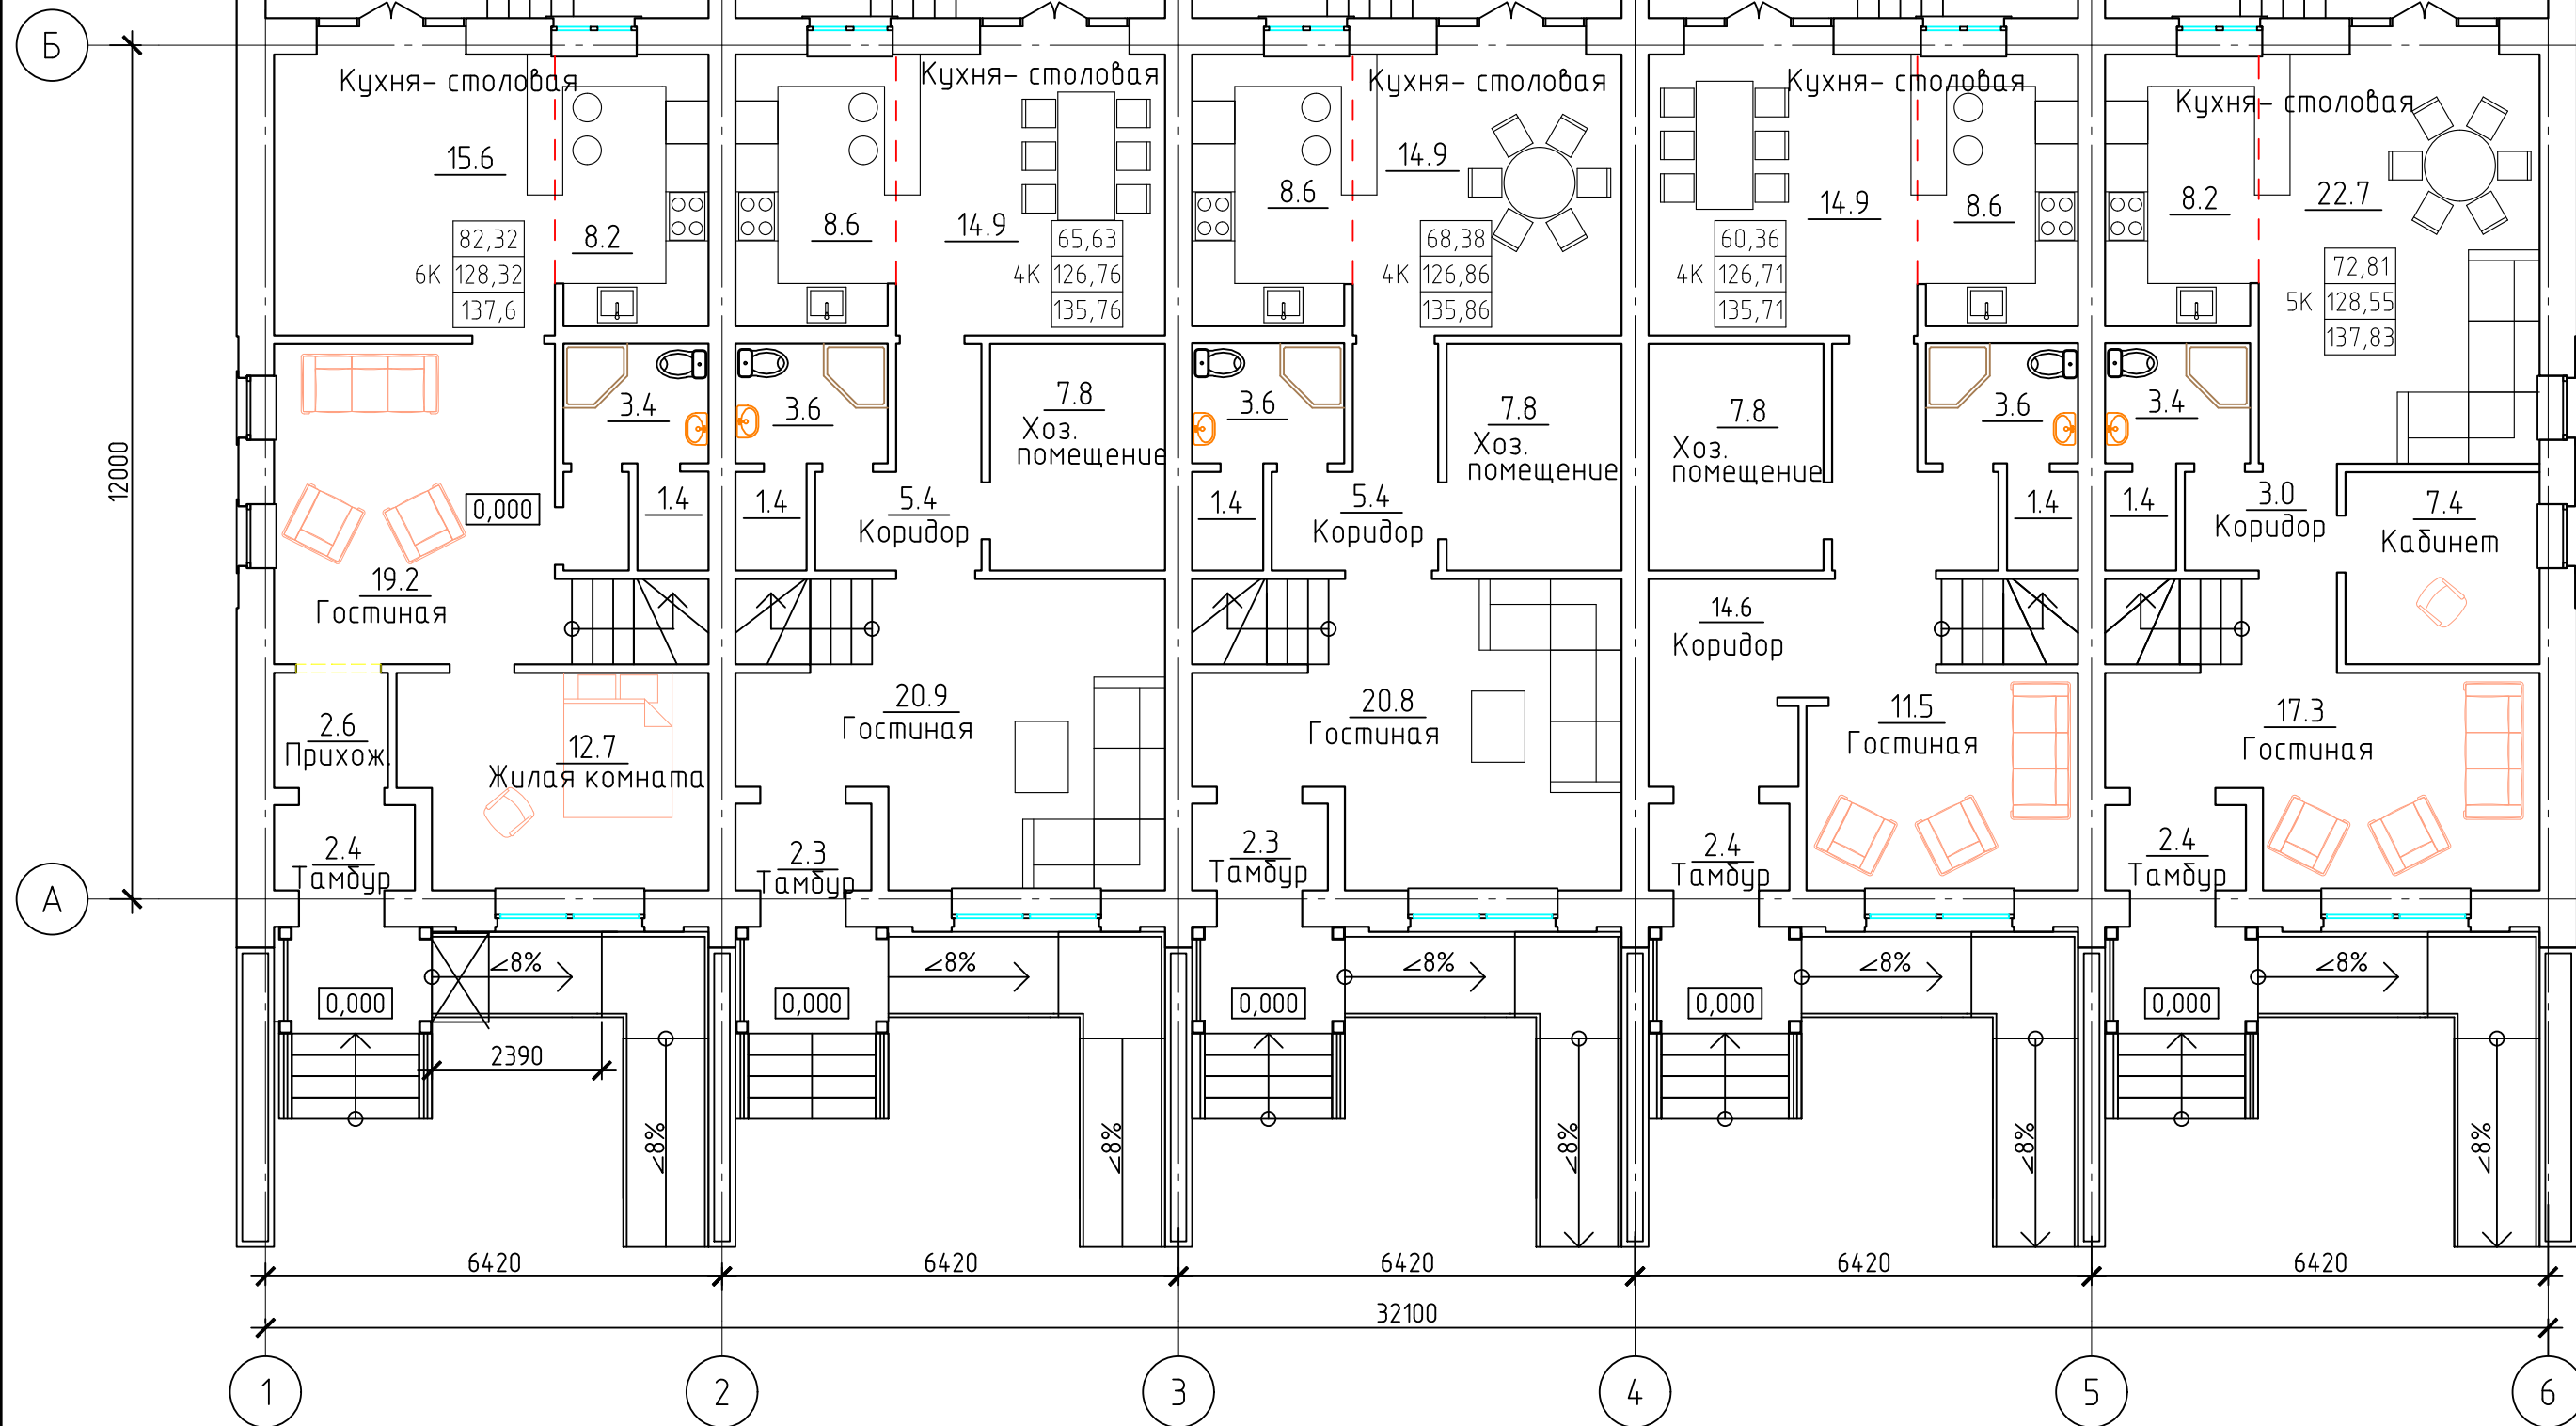 Б
Кухня- столовая
15.6
82,32
6К 128,32
137,6
8.2
3.4
1.4
0,000
19.2
Гостиная
2.6
Прихож.
12.7
Жилая комната
2.4
Тамбур
Кухня- столовая
8.6
14.9
65,63
4К 126,76
135,76
3.6
7.8
Хоз.
помещение
1.4
5.4
Коридор
20.9
Гостиная
2.3
Тамбур
Кухня- столовая
14.9
8.6
68,38
4К 126,86
135,86
3.6
7.8
Хоз.
помещение
1.4
5.4
Коридор
20.8
Гостиная
2.3
Тамбур
Кухня- столовая
14.9
8.6
60,36
4К 126,71
135,71
7.8
Хоз.
помещение
3.6
1.4
14.6
Коридор
11.5
Гостиная
2.4
Тамбур
Кухня- столовая
8.2
22.7
72,81
5К 128,55
137,83
3.4
1.4
3.0
Коридор
7.4
Кабинет
17.3
Гостиная
2.4
Тамбур
12000
А
∠8%
∠8%
∠8%
∠8%
∠8%
0,000
0,000
0,000
0,000
0,000
2390
∠8%
∠8%
∠8%
∠8%
∠8%
6420
6420
6420
6420
6420
32100
1
2
3
4
5
6